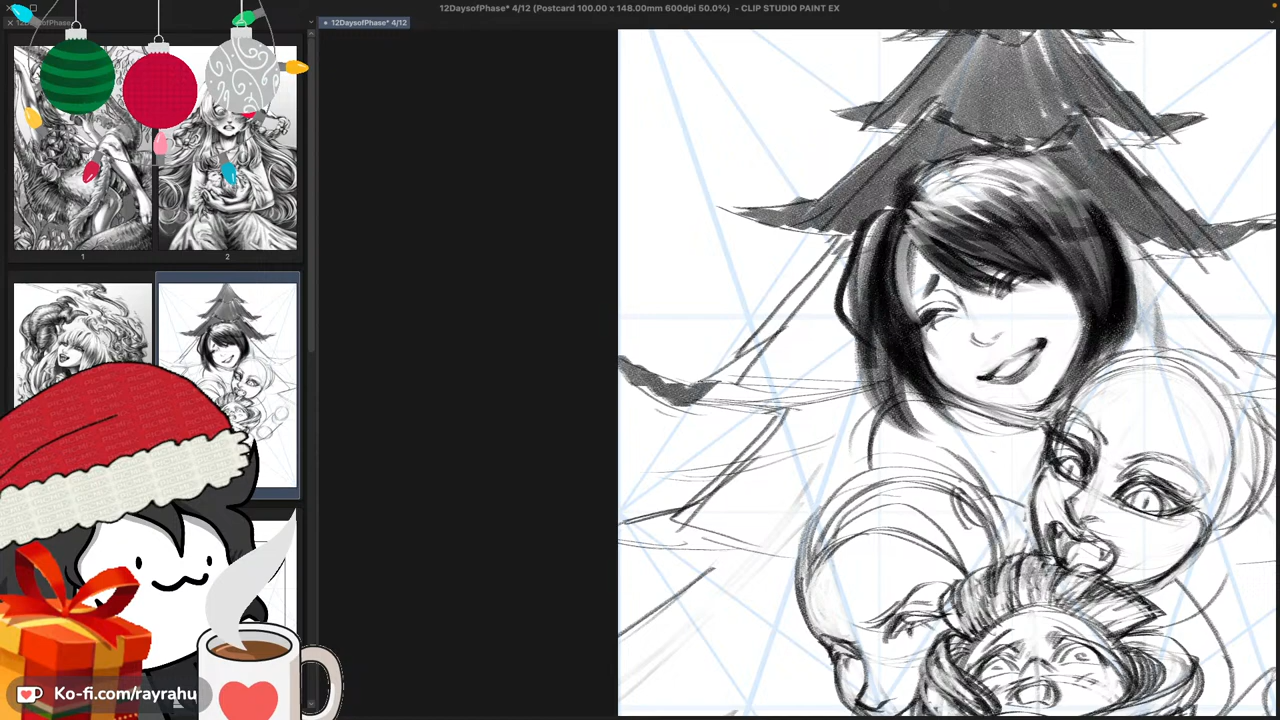 12DaysofPhase* 4/12 (Postcard 100.00 x 148.00mm 600dpi 50.0%) - CLIP STUDIO PAINT EX
12DaysofPhase
12DaysofPhase* 4/12
1
2
Ko-fi.com/rayrahu